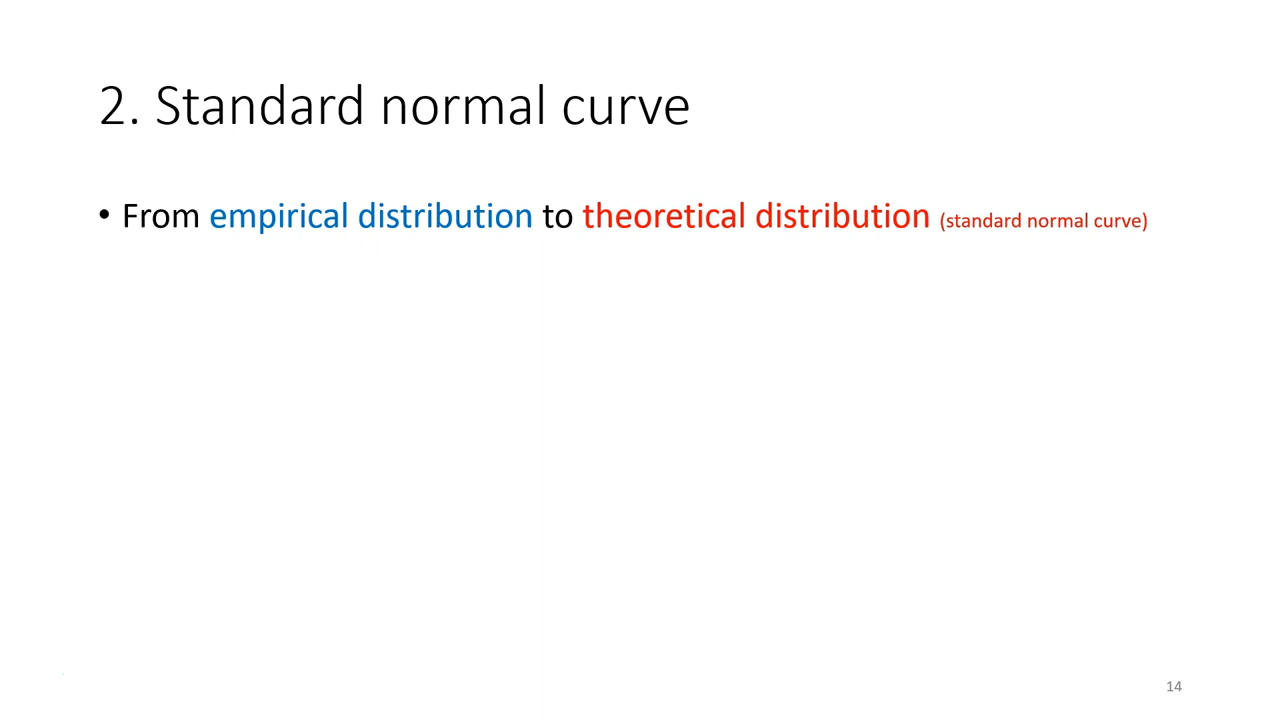 2. Standard normal curve
• From empirical distribution to theoretical distribution (standard normal curve)
14